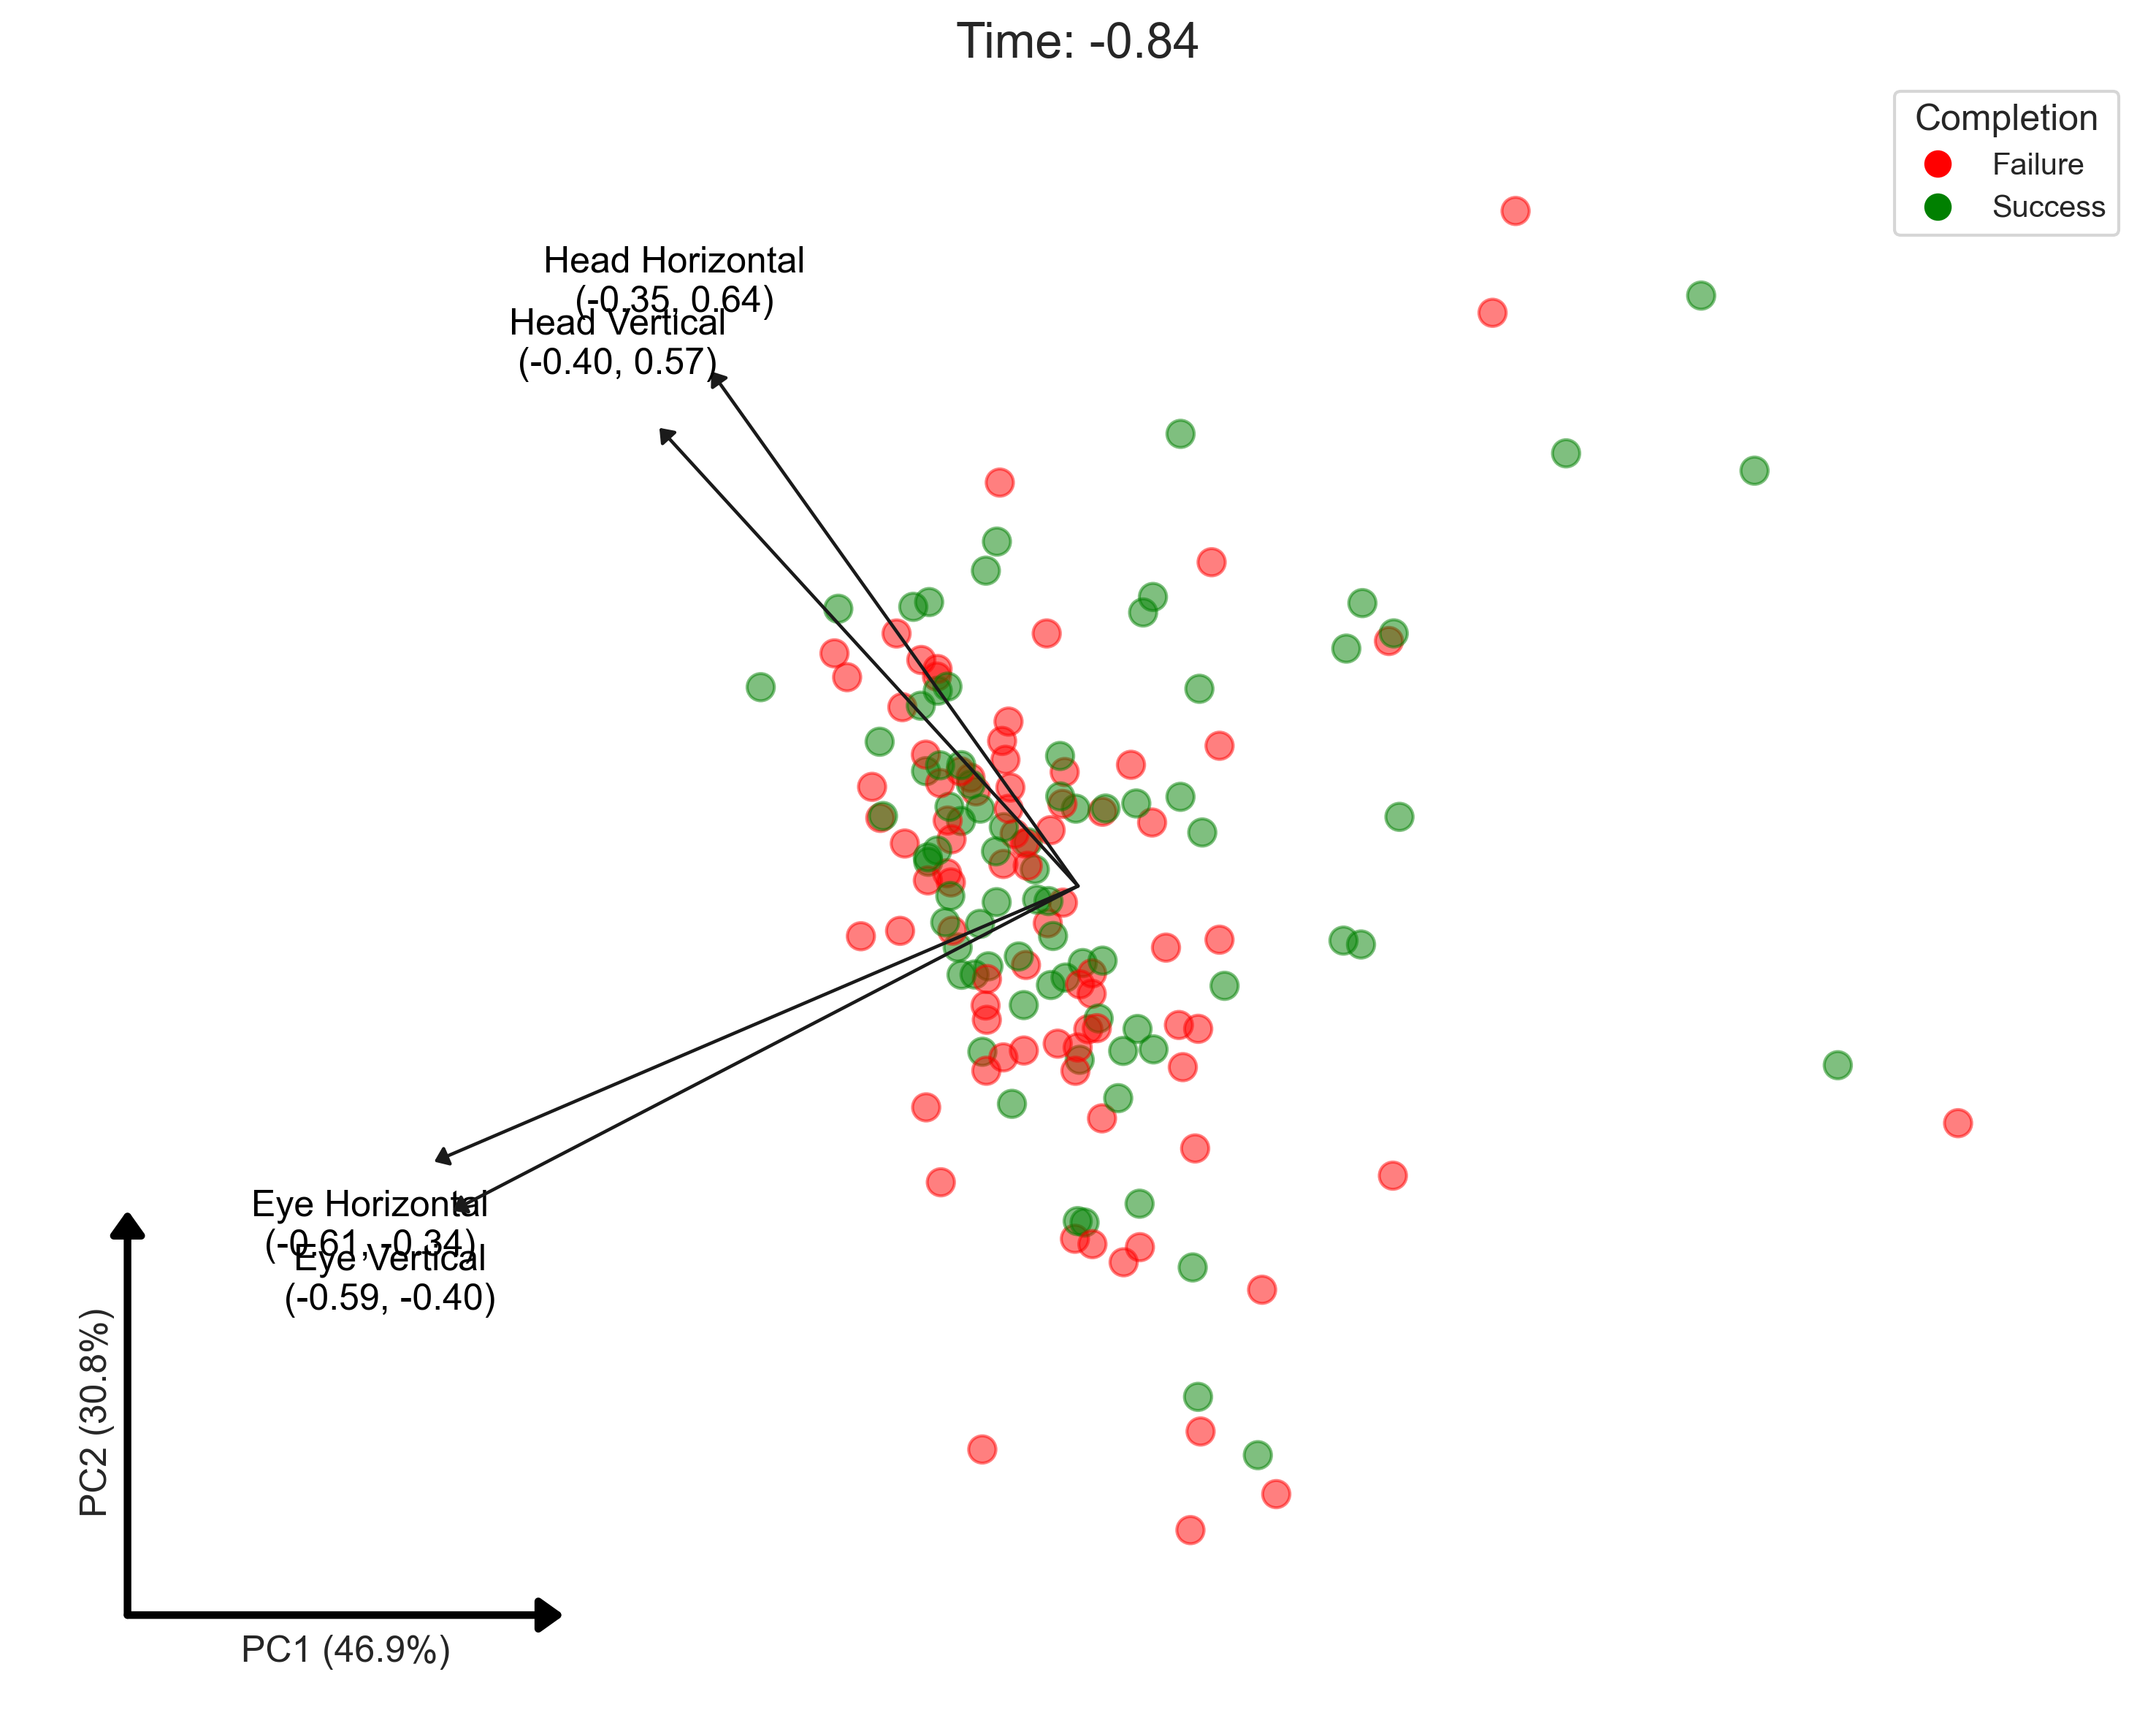 Time: -0.84
Completion
Failure
Success
Head Horizontal
(-0.35, 0.64)
Head Vertical
(-0.40, 0.57)
Eye Horizontal
(-0.61, -0.34)
Eye Vertical
(-0.59, -0.40)
PC2 (30.8%)
PC1 (46.9%)